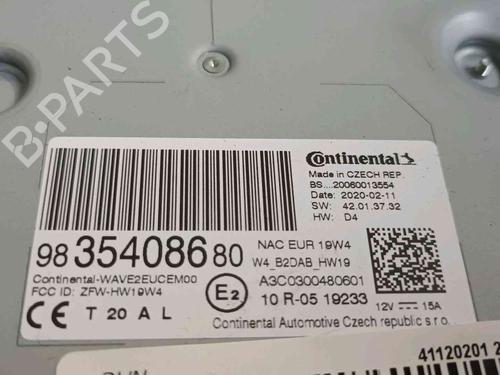 B-PARTS
Continental
Made in CZECH REP.
BS....20060013554
Date: 2020-02-11
SW: 42.01.37.32
HW: D4
98 35408680
NAC EUR 19W4
W4_B2DAB_HW19
Continental-WAVE2EUCEM00
FCC ID: ZFW-HW19W4
A3C0300480601
E2
10 R-05 19233
12V 15A
CE T 20 A L
Continental Automotive Czech republic s.r.o.
41120201 2